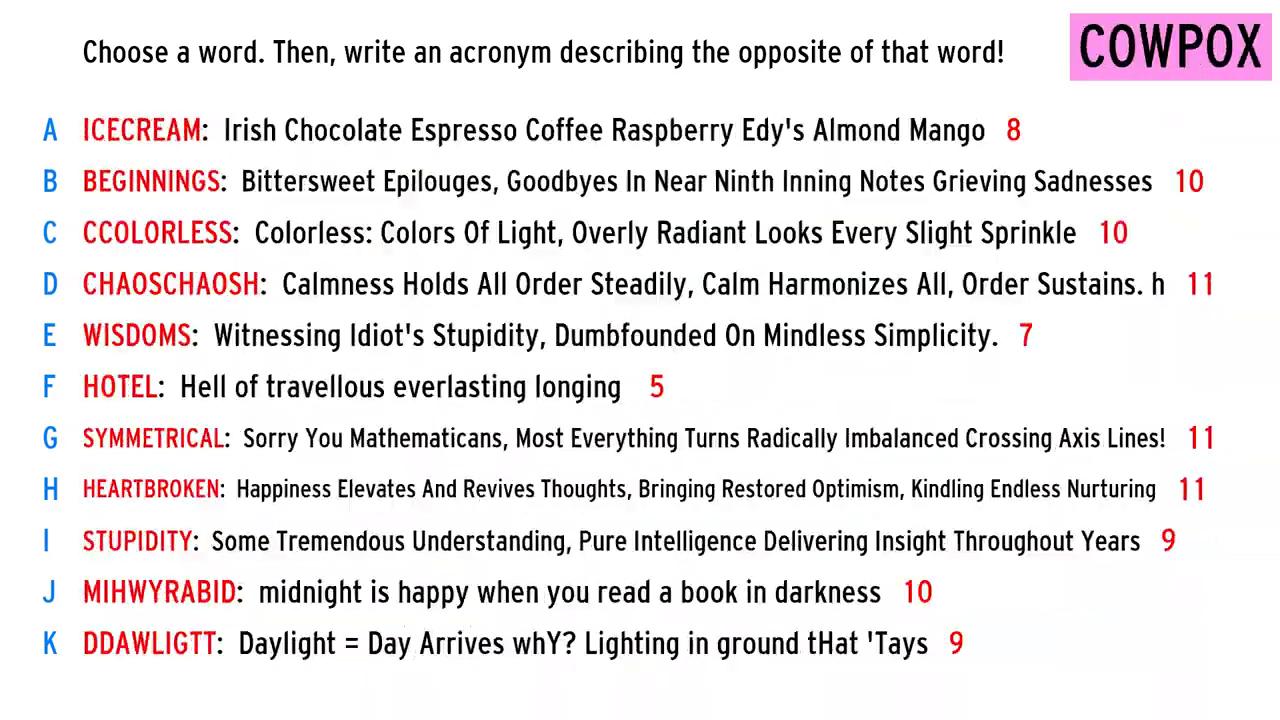 Choose a word. Then, write an acronym describing the opposite of that word!
COWPOX
A ICECREAM: Irish Chocolate Espresso Coffee Raspberry Edy's Almond Mango 8
B BEGINNINGS: Bittersweet Epilouges, Goodbyes In Near Ninth Inning Notes Grieving Sadnesses 10
C CCOLORLESS: Colorless: Colors Of Light, Overly Radiant Looks Every Slight Sprinkle 10
D CHAOSCHAOSH: Calmness Holds All Order Steadily, Calm Harmonizes All, Order Sustains. h 11
E WISDOMS: Witnessing Idiot's Stupidity, Dumbfounded On Mindless Simplicity. 7
F HOTEL: Hell of travellous everlasting longing 5
G SYMMETRICAL: Sorry You Mathematicans, Most Everything Turns Radically Imbalanced Crossing Axis Lines! 11
H HEARTBROKEN: Happiness Elevates And Revives Thoughts, Bringing Restored Optimism, Kindling Endless Nurturing 11
I STUPIDITY: Some Tremendous Understanding, Pure Intelligence Delivering Insight Throughout Years 9
J MIHWYRABID: midnight is happy when you read a book in darkness 10
K DDAWLIGTT: Daylight = Day Arrives whY? Lighting in ground tHat 'Tays 9